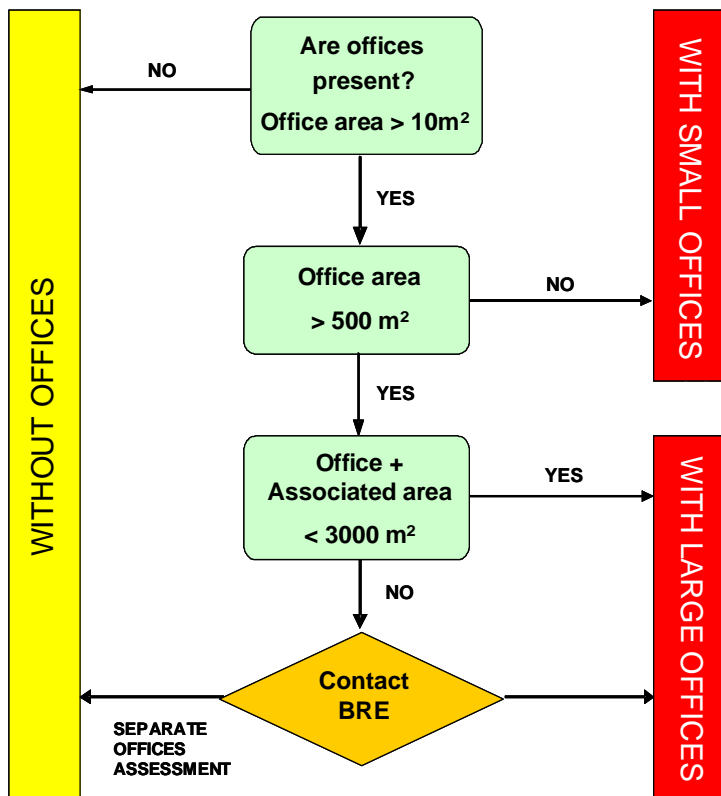 Are offices
present?
Office area > 10m²
NO
YES
WITH SMALL OFFICES
Office area
> 500 m²
NO
YES
WITHOUT OFFICES
Office +
Associated area
< 3000 m²
YES
NO
WITH LARGE OFFICES
Contact
BRE
SEPARATE
OFFICES
ASSESSMENT